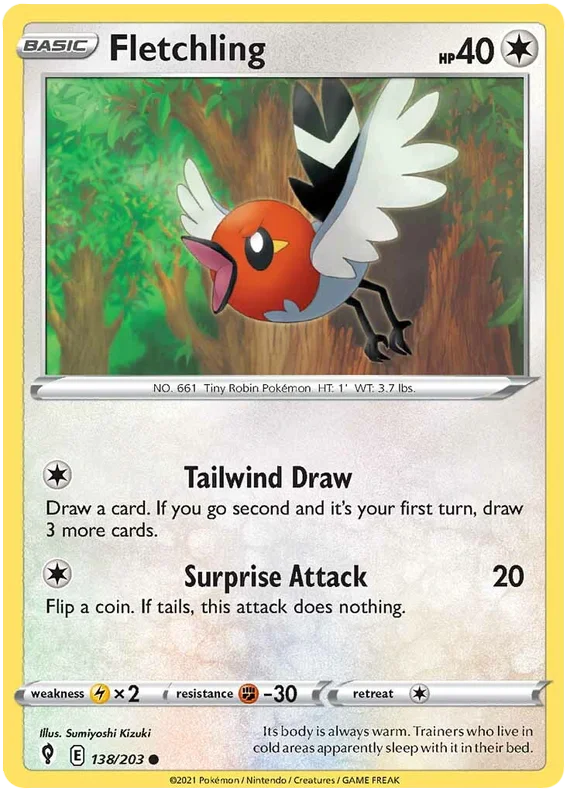 BASIC Fletchling HP40
NO. 661 Tiny Robin Pokémon HT: 1' WT: 3.7 lbs.
Tailwind Draw
Draw a card. If you go second and it's your first turn, draw
3 more cards.
Surprise Attack 20
Flip a coin. If tails, this attack does nothing.
weakness ×2 resistance -30 retreat
Illus. Sumiyoshi Kizuki
It's body is always warm. Trainers who live in
cold areas apparently sleep with it in their bed.
E 138/203
©2021 Pokémon / Nintendo / Creatures / GAME FREAK